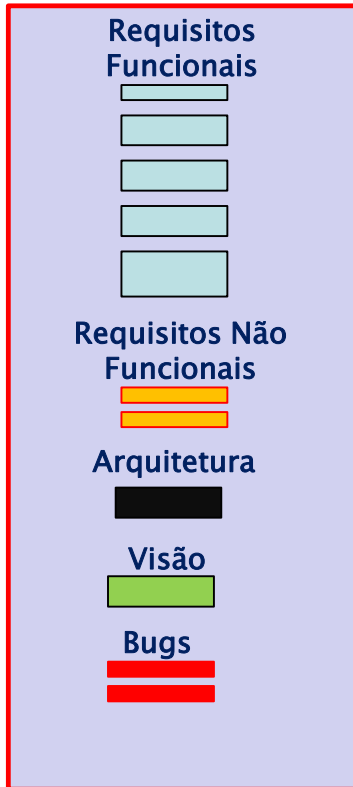 Requisitos
Funcionais
Requisitos Não
Funcionais
Arquitetura
Visão
Bugs